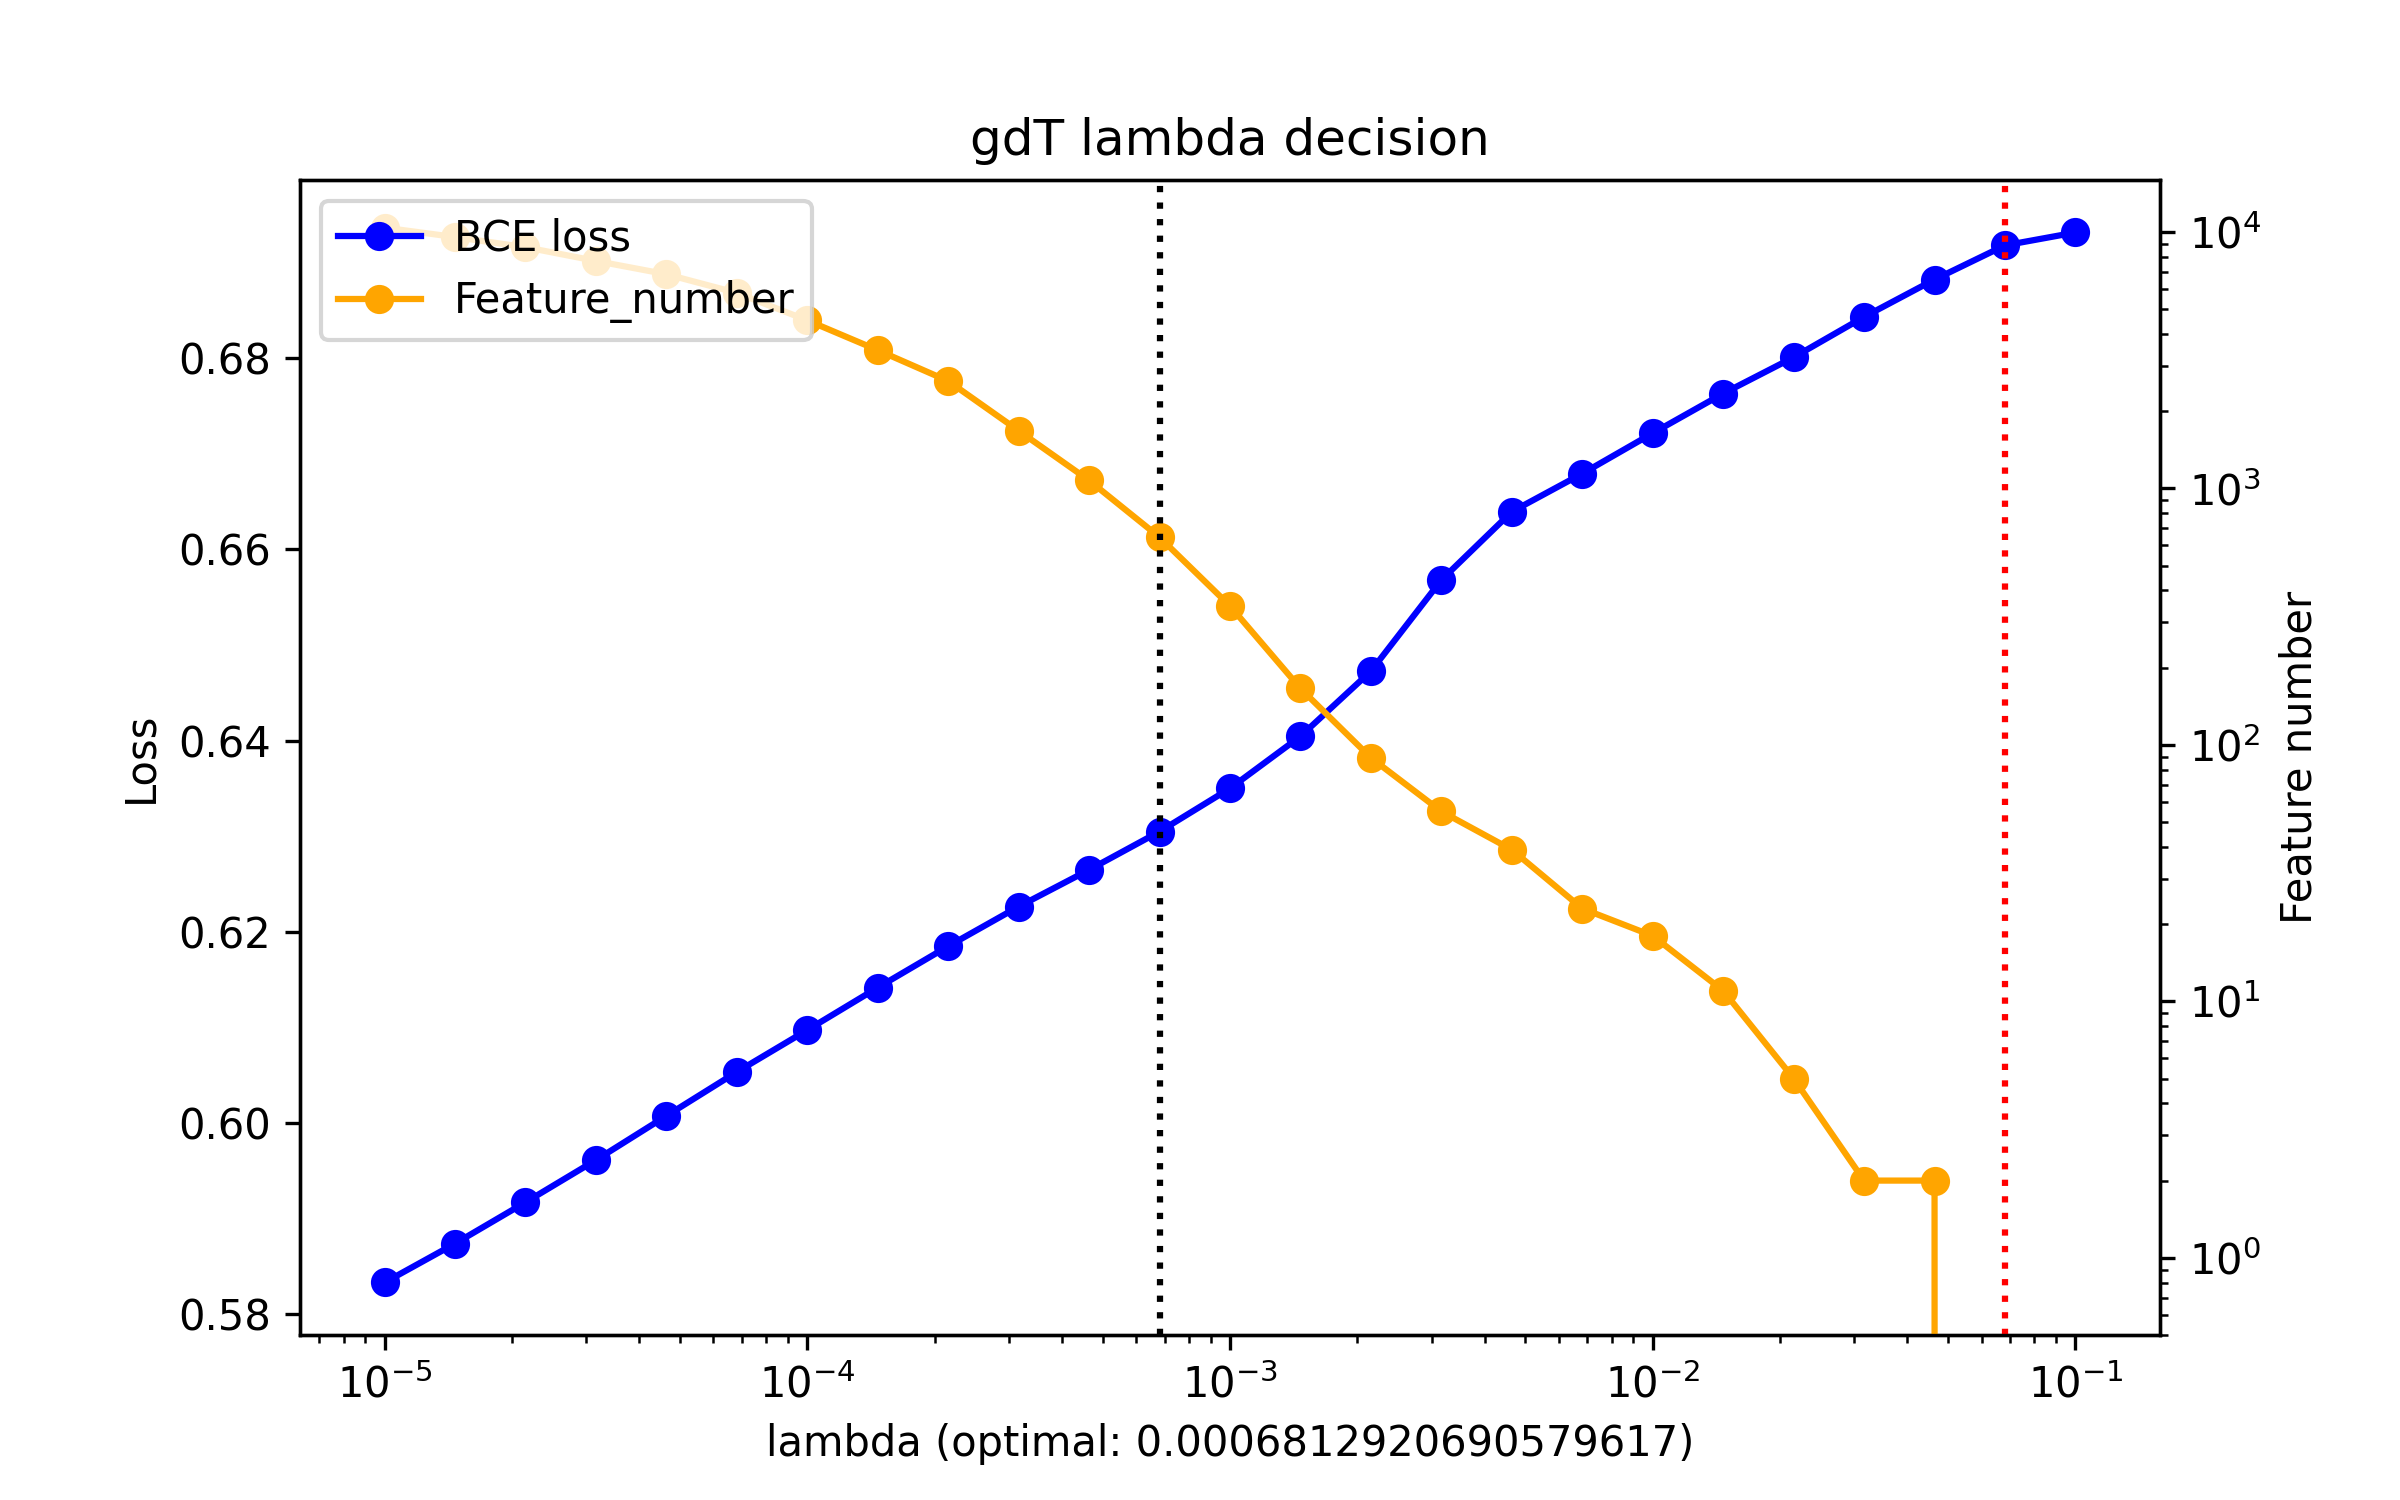 gdT lambda decision
BCE loss
Feature_number
0.68
0.66
0.64
0.62
0.60
0.58
Loss
10⁴
10³
10²
10¹
10⁰
Feature number
10⁻⁵ 10⁻⁴ 10⁻³ 10⁻² 10⁻¹
lambda (optimal: 0.0006812920690579617)